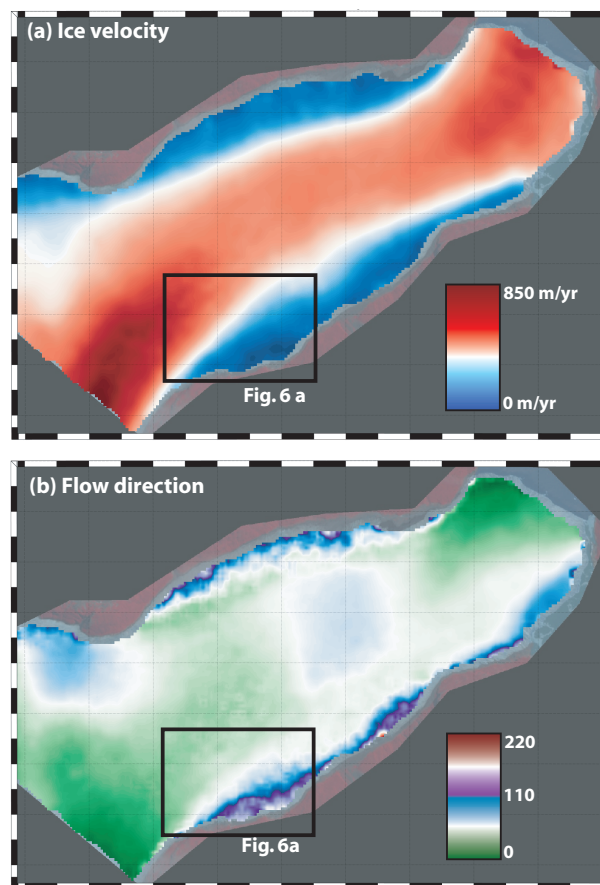 (a) Ice velocity
850 m/yr
0 m/yr
Fig. 6 a
(b) Flow direction
220
110
0
Fig. 6a